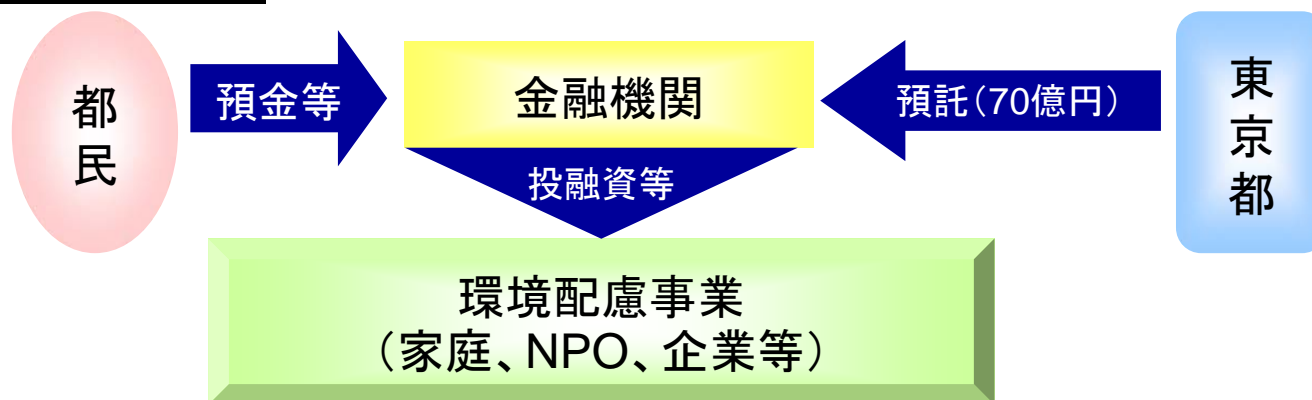 都民
預金等
金融機関
預託（70億円）
東京都
投融資等
環境配慮事業
（家庭、NPO、企業等）